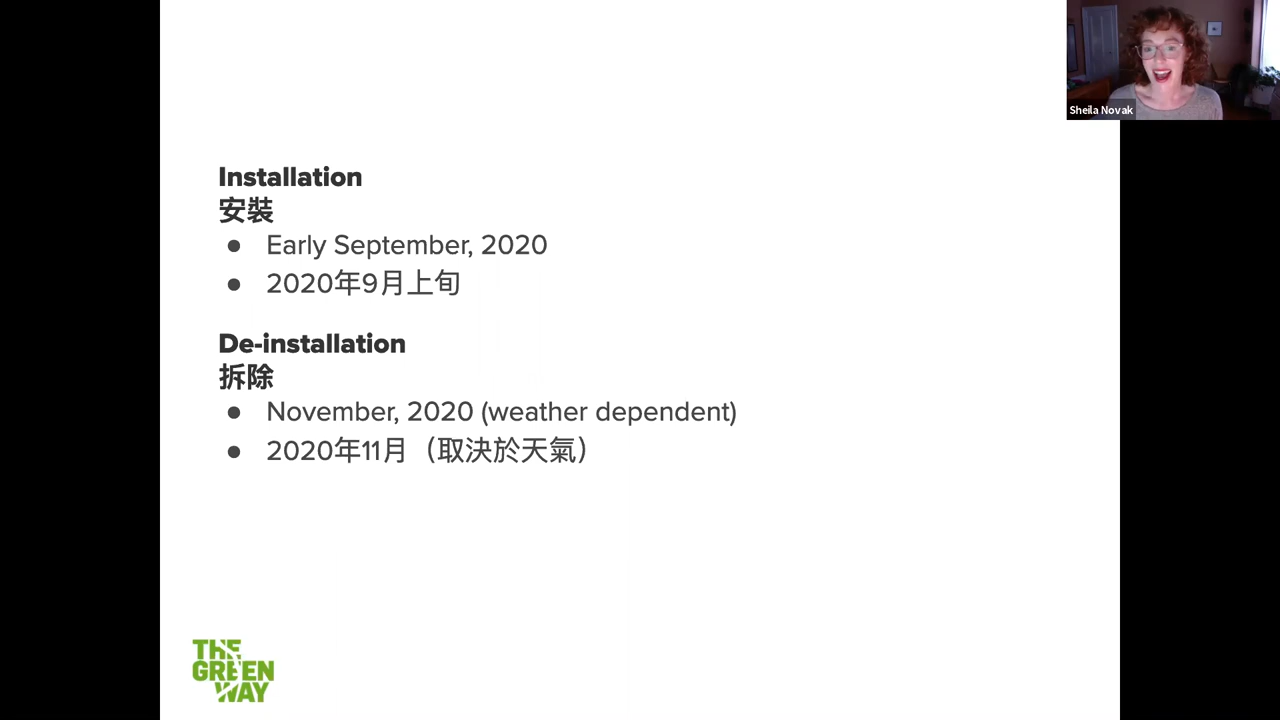 Sheila Novak
Installation
安裝
● Early September, 2020
● 2020年9月上旬
De-installation
拆除
● November, 2020 (weather dependent)
● 2020年11月（取決於天氣）
THE
GREEN
WAY